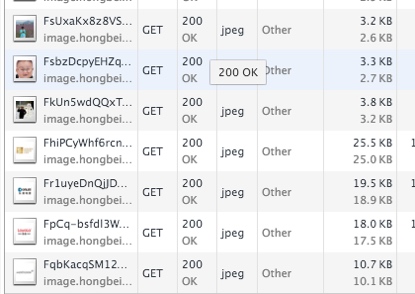 FsUxaKx8z8VS... GET 200 jpeg Other 3.2 KB
image.hongbei... OK 2.6 KB
FsbzDcpyEHZq... GET 200 jpeg Other 3.3 KB
image.hongbei... OK 2.7 KB
200 OK
FkUn5wdQQxT... GET 200 jpeg Other 3.8 KB
image.hongbei... OK 3.2 KB
FhiPCyWhf6rcn... GET 200 jpeg Other 25.5 KB 1
image.hongbei... OK 25.0 KB
Fr1uyeDnQjJD... GET 200 jpeg Other 19.5 KB 1
image.hongbei... OK 18.9 KB
FpCq-bsfdl3W... GET 200 jpeg Other 18.0 KB 1
image.hongbei... OK 17.5 KB
FqbKacqSM12... GET 200 jpeg Other 10.7 KB
image.hongbei... OK 10.1 KB